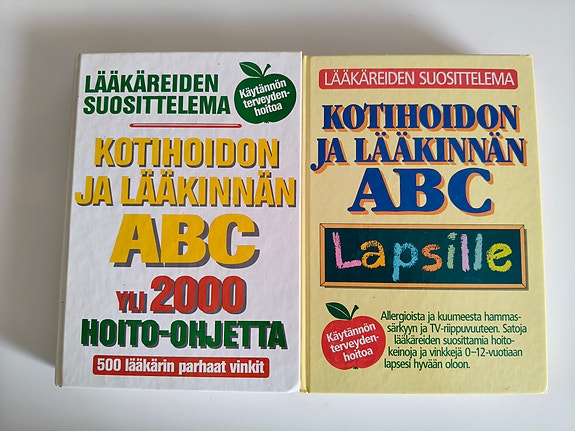 LÄÄKÄREIDEN
SUOSITTELEMA
Käytännön
terveyden-
hoitoa
KOTIHOIDON
JA LÄÄKINNÄN
ABC
YLI 2000
HOITO-OHJETTA
500 lääkärin parhaat vinkit
LÄÄKÄREIDEN SUOSITTELEMA
KOTIHOIDON
JA LÄÄKINNÄN
ABC
Lapsille
Käytännön
terveyden-
hoitoa
Allergioista ja kuumeesta hammas-
särkyyn ja TV-riippuvuuteen. Satoja
lääkäreiden suosittamia hoito-
keinoja ja vinkkejä 0–12-vuotiaan
lapsesi hyvään oloon.